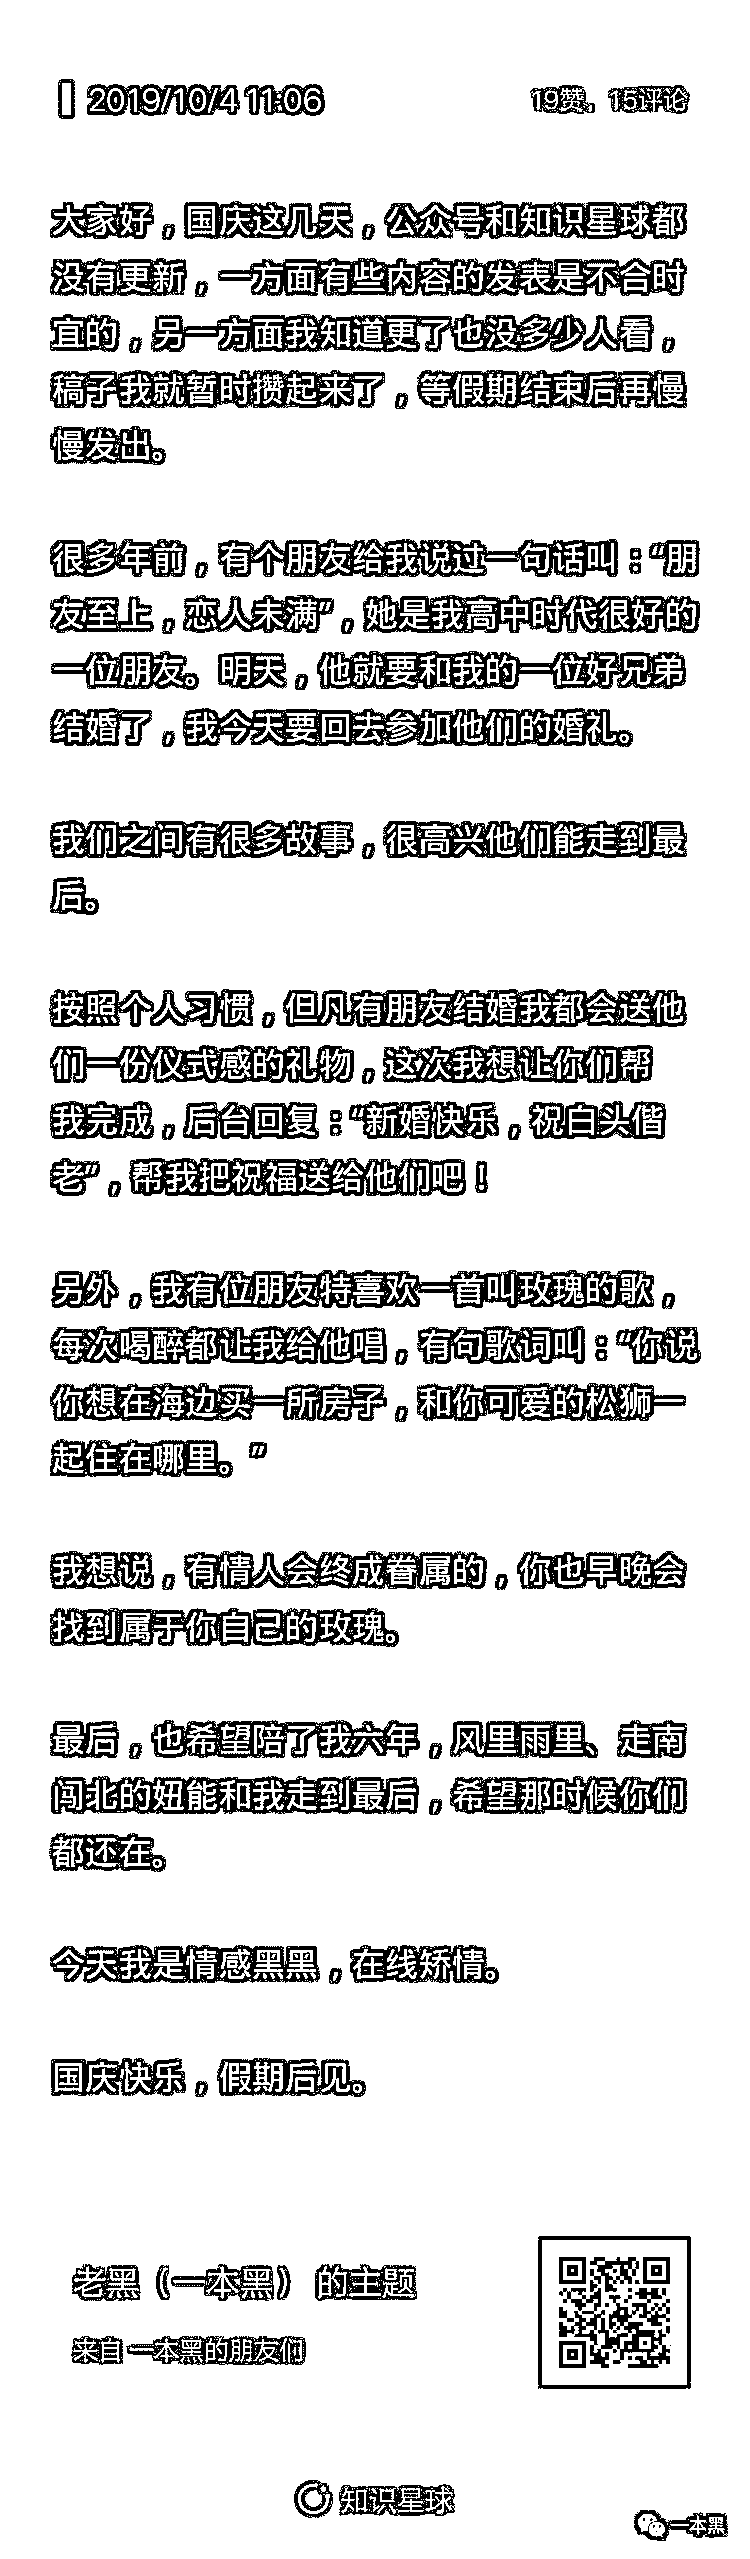 2019/10/4 11:06
19赞，15评论
大家好，国庆这几天，公众号和知识星球都
没有更新，一方面有些内容的发表是不合时
宜的，另一方面我知道更了也没多少人看，
稿子我就暂时攒起来了，等假期结束后再慢
慢发出。
很多年前，有个朋友给我说过一句话叫：“朋
友至上，恋人未满”，她是我高中时代很好的
一位朋友。明天，他就要和我的一位好兄弟
结婚了，我今天要回去参加他们的婚礼。
我们之间有很多故事，很高兴他们能走到最
后。
按照个人习惯，但凡有朋友结婚我都会送他
们一份仪式感的礼物，这次我想让你们帮
我完成，后台回复：“新婚快乐，祝白头偕
老”，帮我把祝福送给他们吧！
另外，我有位朋友特喜欢一首叫玫瑰的歌，
每次喝醉都让我给他唱，有句歌词叫：“你说
你想在海边买一所房子，和你可爱的松狮一
起住在哪里。”
我想说，有情人会终成眷属的，你也早晚会
找到属于你自己的玫瑰。
最后，也希望陪了我六年，风里雨里、走南
闯北的妞能和我走到最后，希望那时候你们
都还在。
今天我是情感黑黑，在线矫情。
国庆快乐，假期后见。
老黑（一本黑） 的主题
来自 一本黑的朋友们
知识星球
一本黑